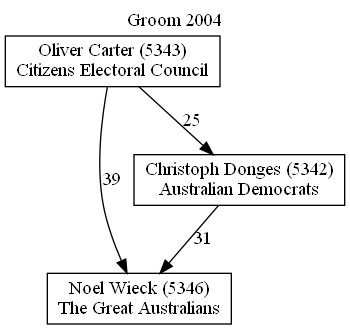 Groom 2004
Oliver Carter (5343)
Citizens Electoral Council
25
Christoph Donges (5342)
Australian Democrats
39
31
Noel Wieck (5346)
The Great Australians